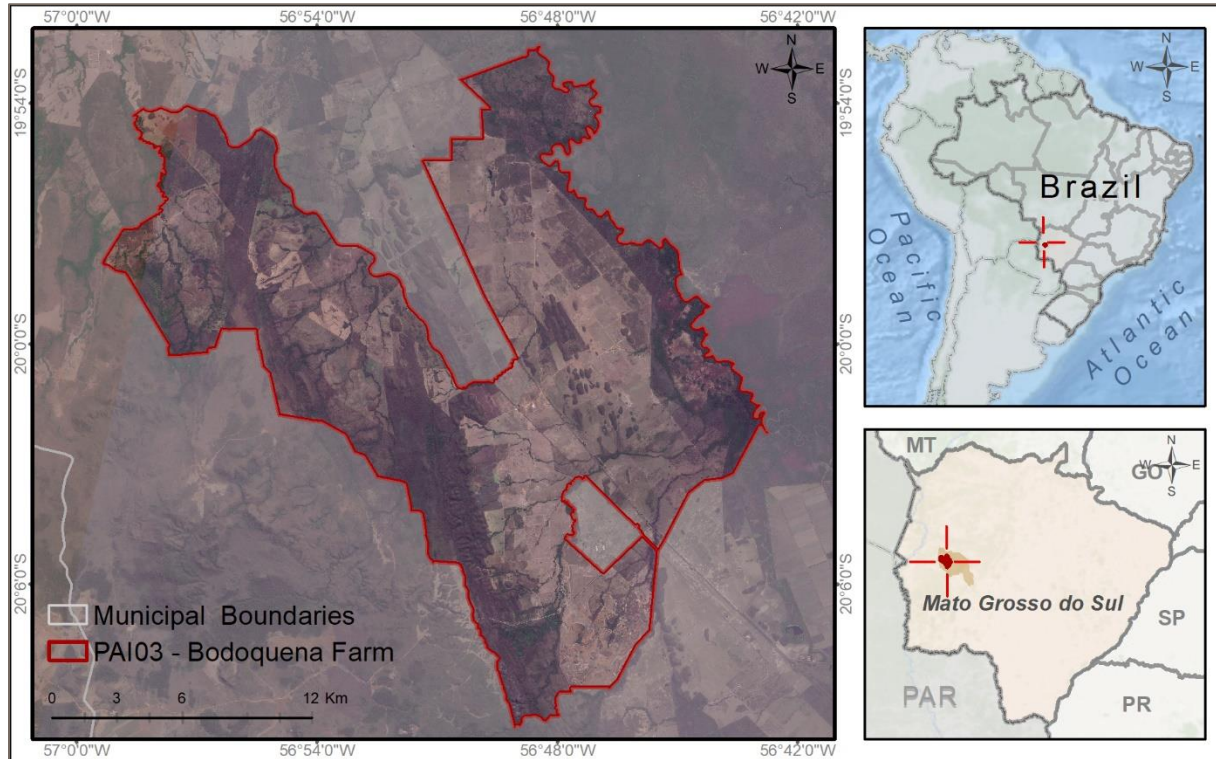 57°0'0"W 56°54'0"W 56°48'0"W 56°42'0"W
19°54'0"S
20°0'0"S
20°6'0"S
N
W E
S
Municipal Boundaries
PAI03 - Bodoquena Farm
0 3 6 12 Km
19°54'0"S
20°0'0"S
20°6'0"S
57°0'0"W 56°54'0"W 56°48'0"W 56°42'0"W
N
W E
S
Brazil
Pacific
Ocean
Atlantic
Ocean
MT
GO
N
W E
S
Mato Grosso do Sul
SP
PAR
PR